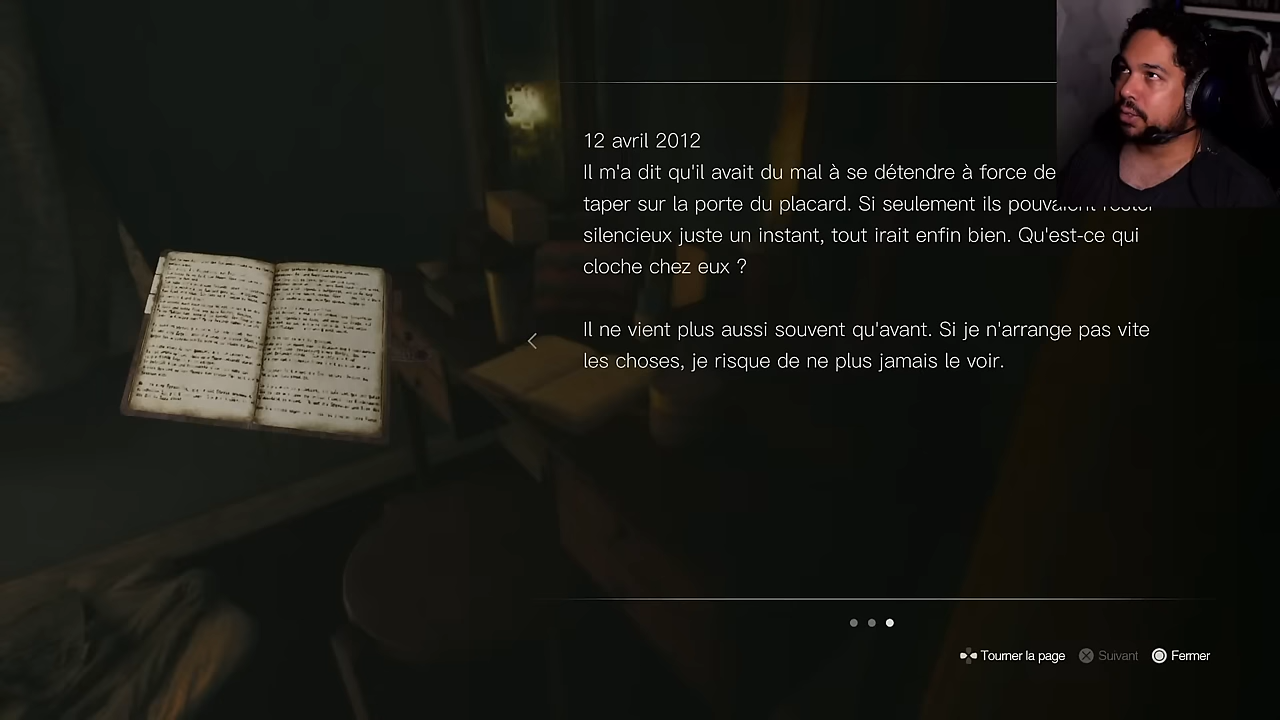 12 avril 2012
Il m'a dit qu'il avait du mal à se détendre à force de
taper sur la porte du placard. Si seulement ils pouvaient rester
silencieux juste un instant, tout irait enfin bien. Qu'est-ce qui
cloche chez eux ?
Il ne vient plus aussi souvent qu'avant. Si je n'arrange pas vite
les choses, je risque de ne plus jamais le voir.
Tourner la page Suivant Fermer